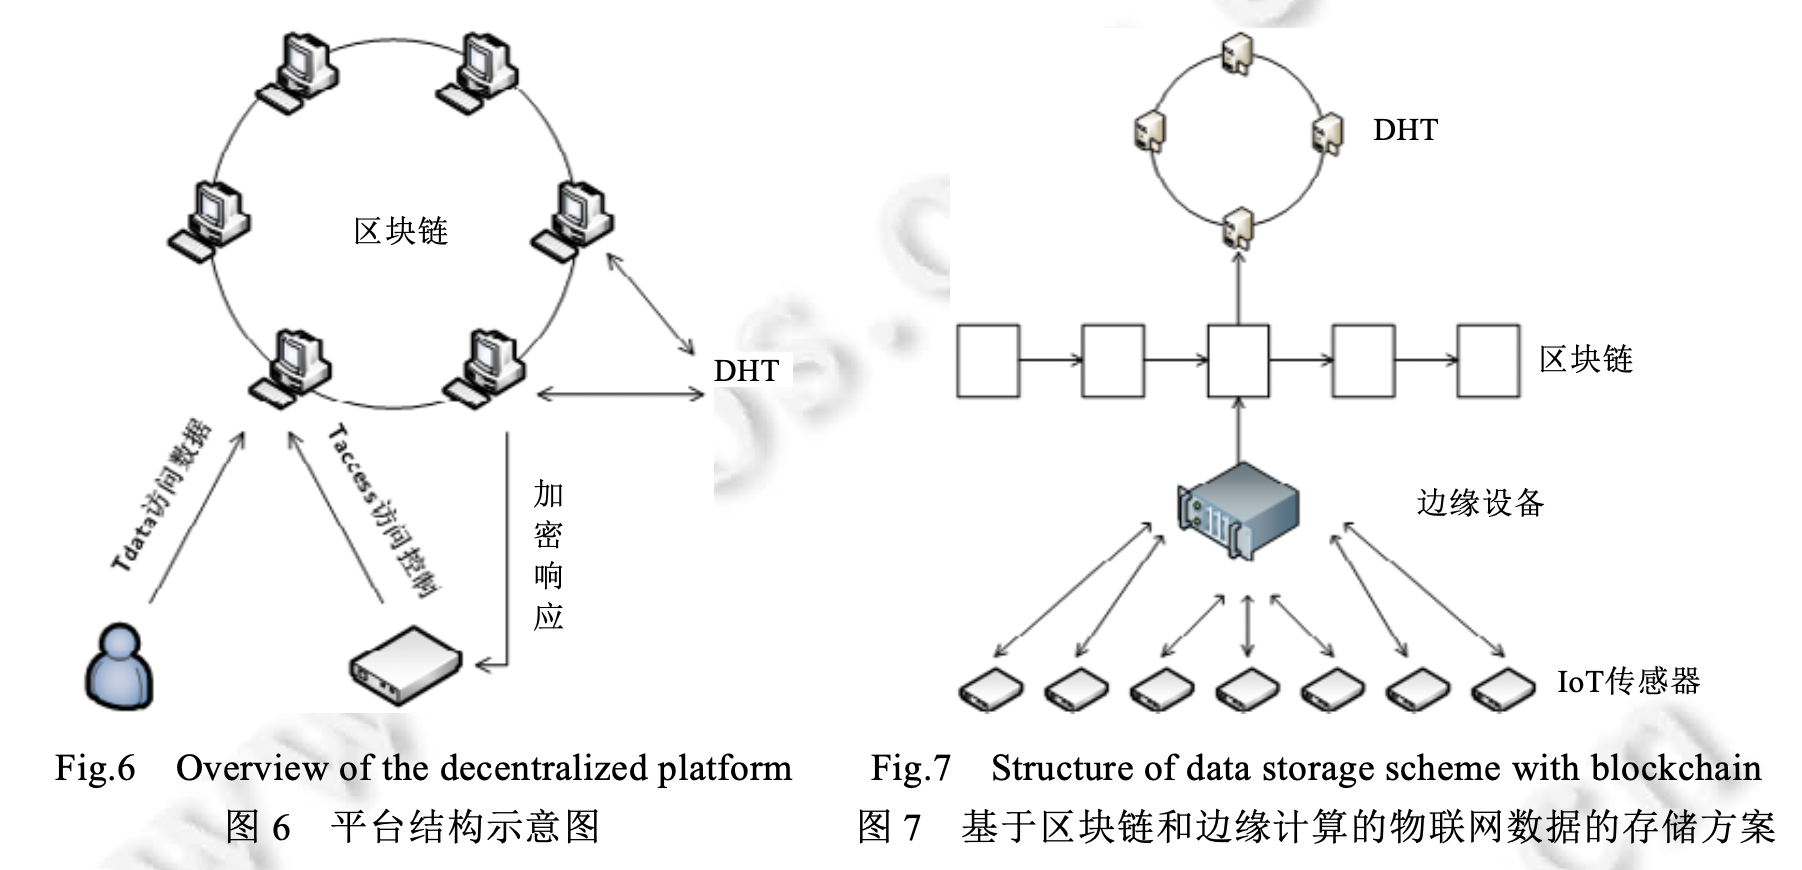 区块链
DHT
Tdata访问数据
Taccess访问控制
加密响应
Fig.6 Overview of the decentralized platform
图 6 平台结构示意图
DHT
区块链
边缘设备
IoT传感器
Fig.7 Structure of data storage scheme with blockchain
图 7 基于区块链和边缘计算的物联网数据的存储方案